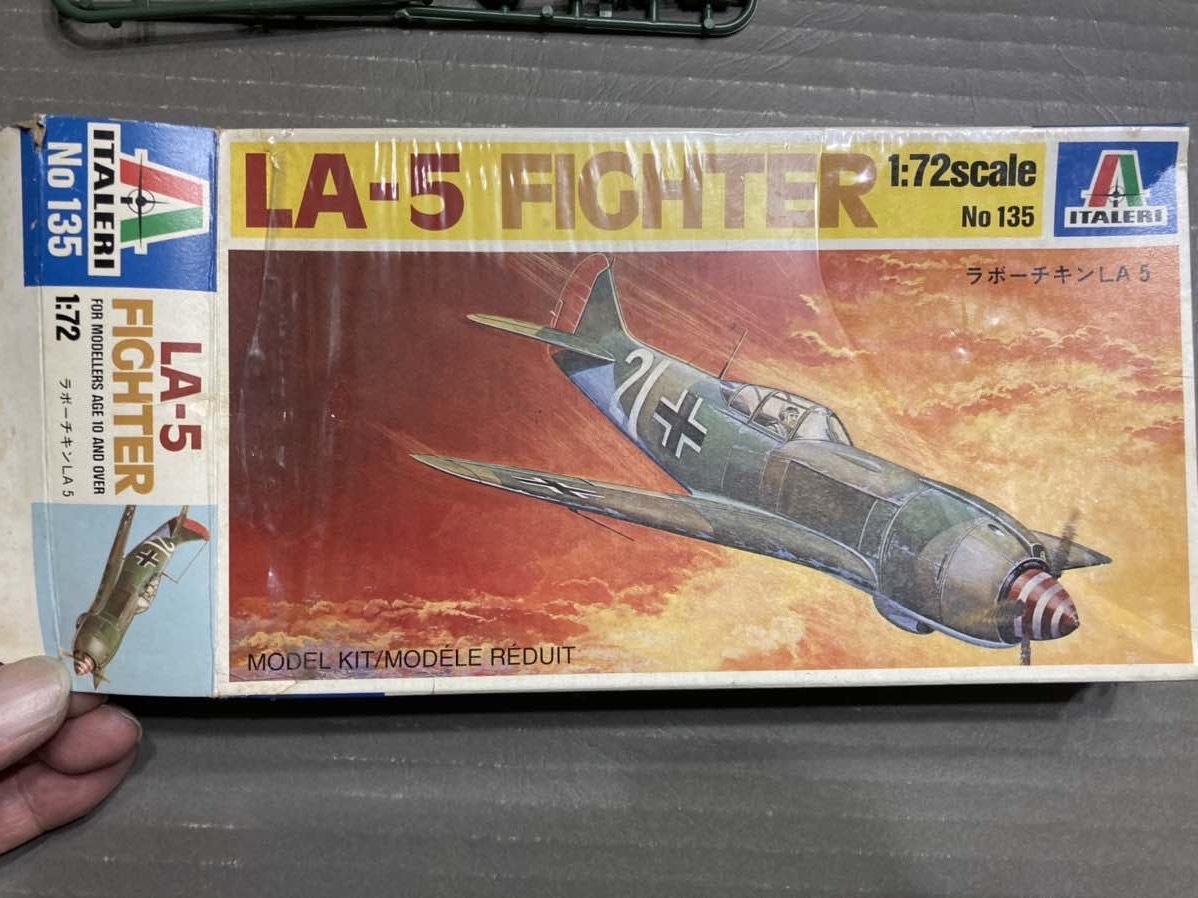 LA-5 FIGHTER
1:72scale
No 135
ITALERI
ラボーチキンLA 5
21
MODEL KIT/MODÉLE RÉDUIT
ITALERI
No 135
LA-5
FIGHTER
FOR MODELLERS AGE 10 AND OVER
1:72
ラボーチキンLA 5